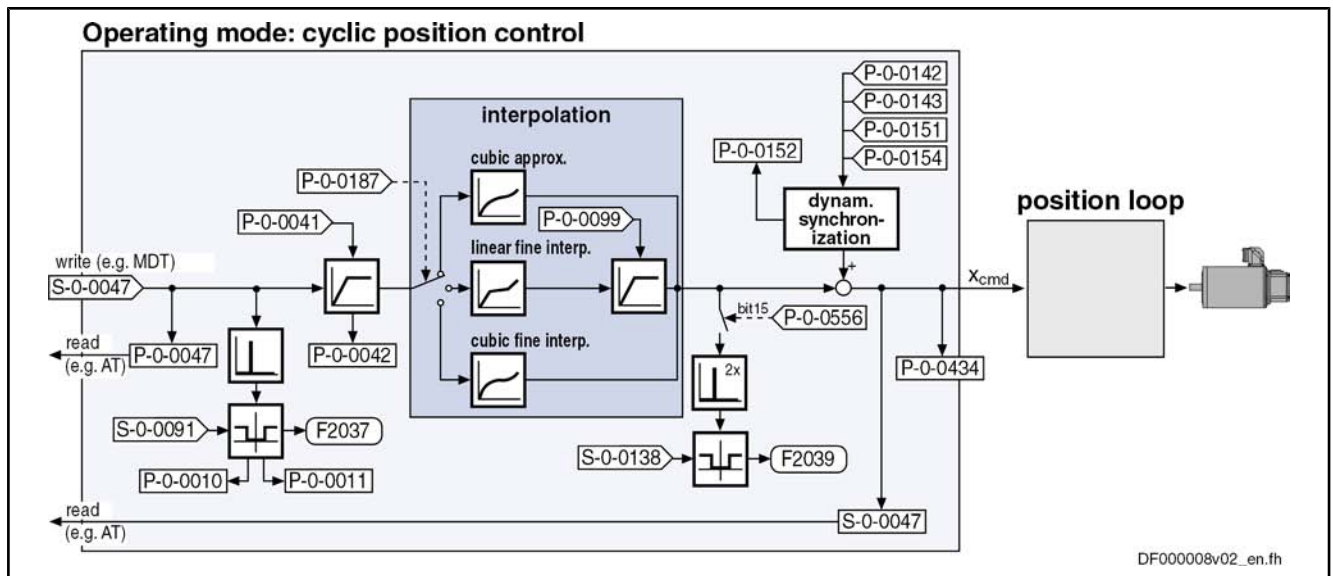 Operating mode: cyclic position control
P-0-0142
P-0-0143
P-0-0151
P-0-0154
interpolation
cubic approx.
P-0-0152
P-0-0187
dynam.
synchron-
ization
position loop
P-0-0041
P-0-0099
linear fine interp.
write (e.g. MDT)
S-0-0047
+
xcmd
bit15
P-0-0556
cubic fine interp.
read
(e.g. AT)
P-0-0047
P-0-0042
P-0-0434
2x
S-0-0091
F2037
S-0-0138
F2039
P-0-0010
P-0-0011
read
(e.g. AT)
S-0-0047
DF000008v02_en.fh